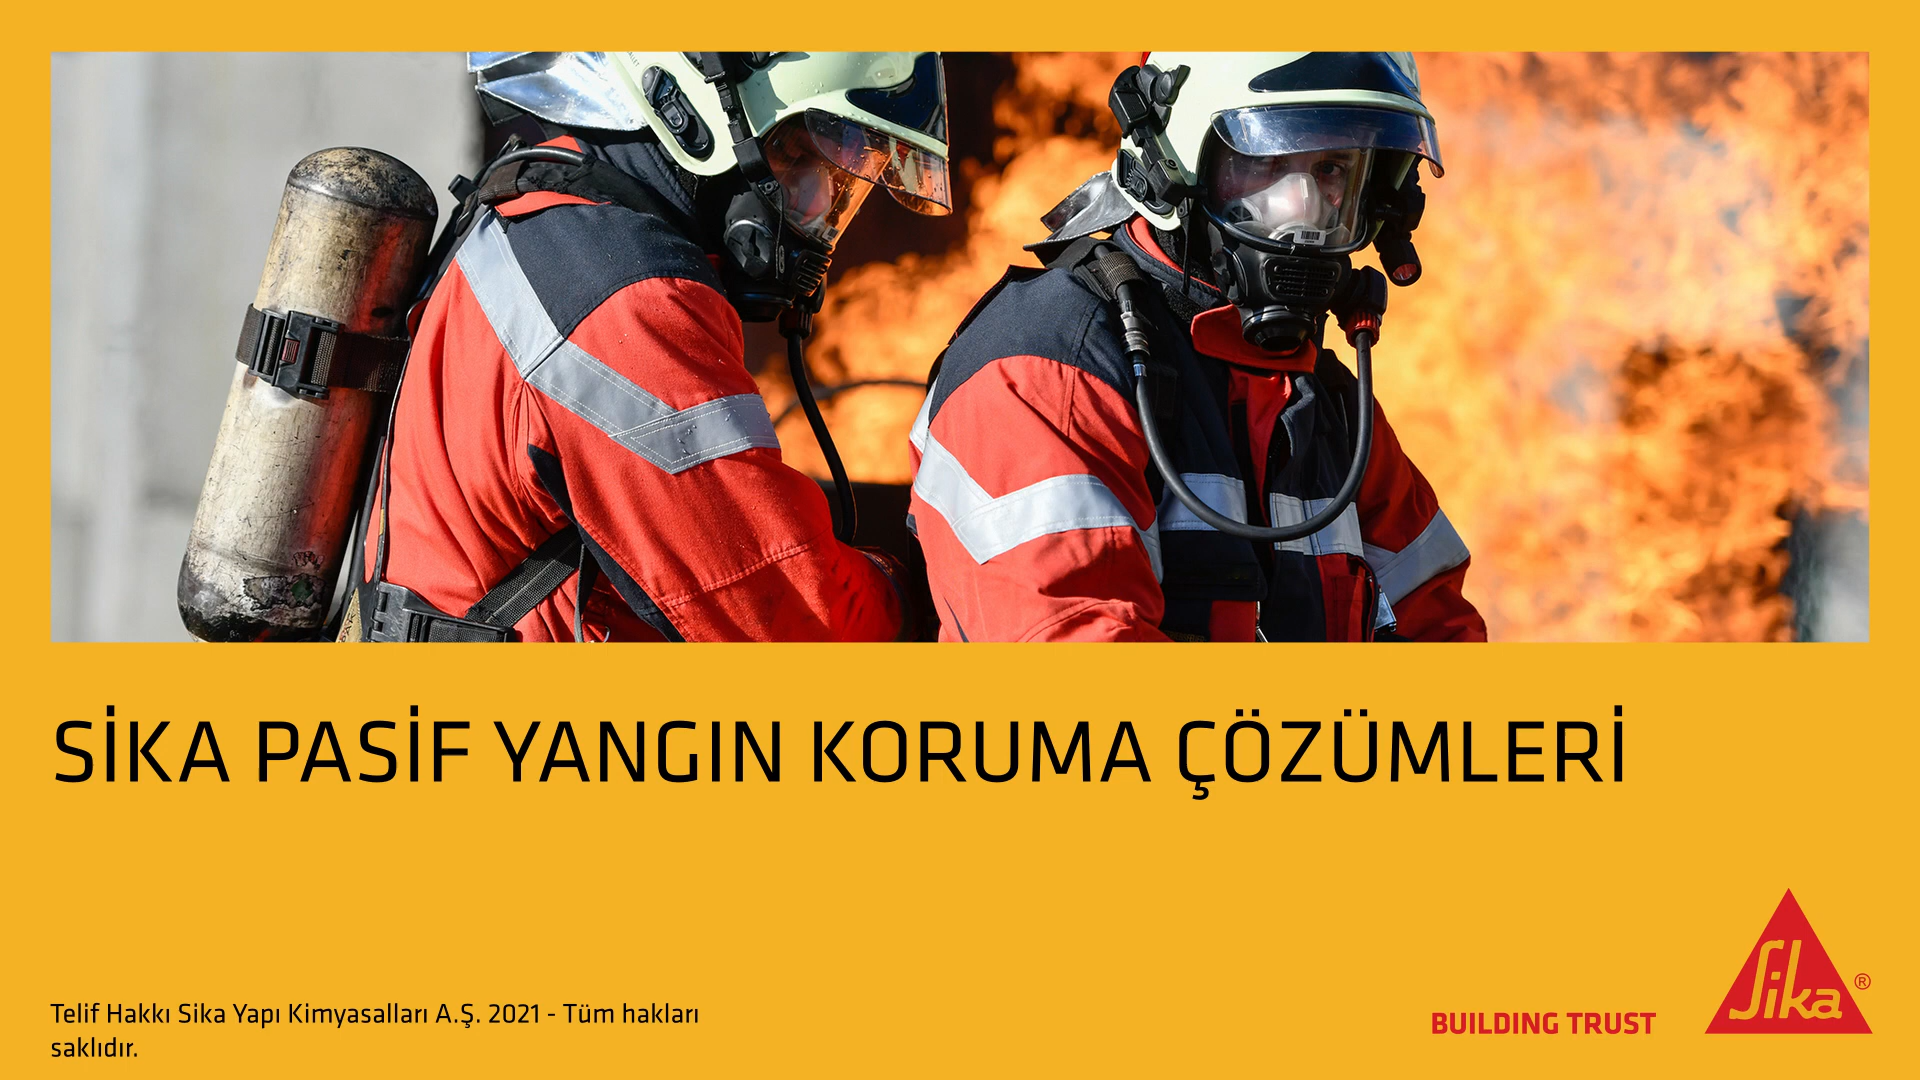 SİKA PASİF YANGIN KORUMA ÇÖZÜMLERİ
Telif Hakkı Sika Yapı Kimyasalları A.Ş. 2021 - Tüm hakları
saklıdır.
BUILDING TRUST
Sika®